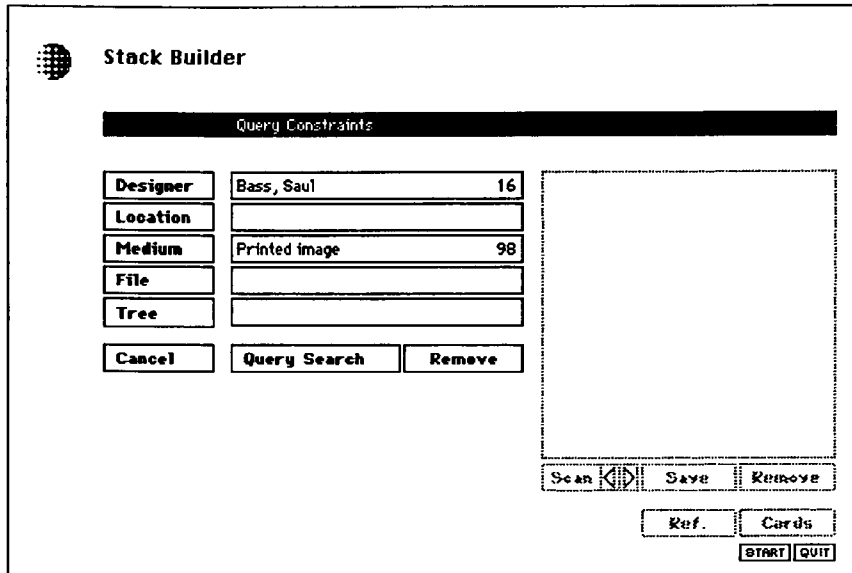 Stack Builder
Query Constraints
Designer Bass, Saul 16
Location
Medium Printed image 98
File
Tree
Cancel Query Search Remove
Scan Save Remove
Ref. Cards
START QUIT